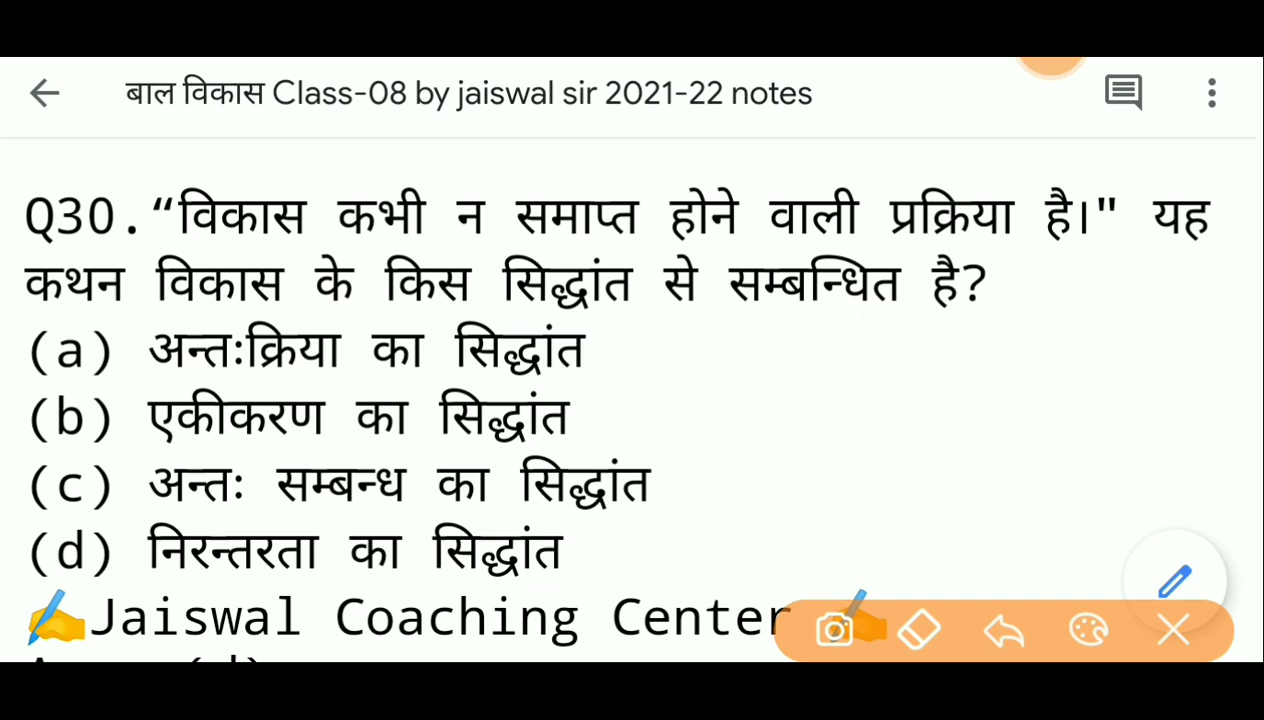 बाल विकास Class-08 by jaiswal sir 2021-22 notes
Q30.“विकास कभी न समाप्त होने वाली प्रक्रिया है।" यह
कथन विकास के किस सिद्धांत से सम्बन्धित है?
(a) अन्तःक्रिया का सिद्धांत
(b) एकीकरण का सिद्धांत
(c) अन्तः सम्बन्ध का सिद्धांत
(d) निरन्तरता का सिद्धांत
✍Jaiswal Coaching Center ✍